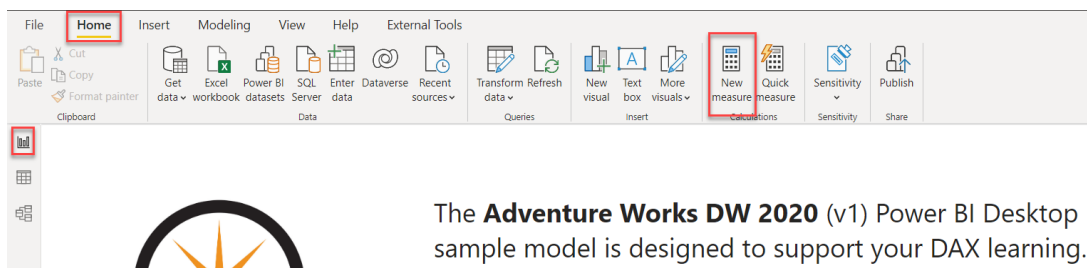 File Home Insert Modeling View Help External Tools
Paste
Cut
Copy
Format painter
Clipboard
Get data
Excel workbook
Power BI datasets
SQL Server
Enter data
Dataverse
Recent sources
Data
Transform data
Refresh
Queries
New visual
A
Text box
More visuals
Insert
New measure
Quick measure
Calculations
Sensitivity
Sensitivity
Publish
Share
The Adventure Works DW 2020 (v1) Power BI Desktop
sample model is designed to support your DAX learning.